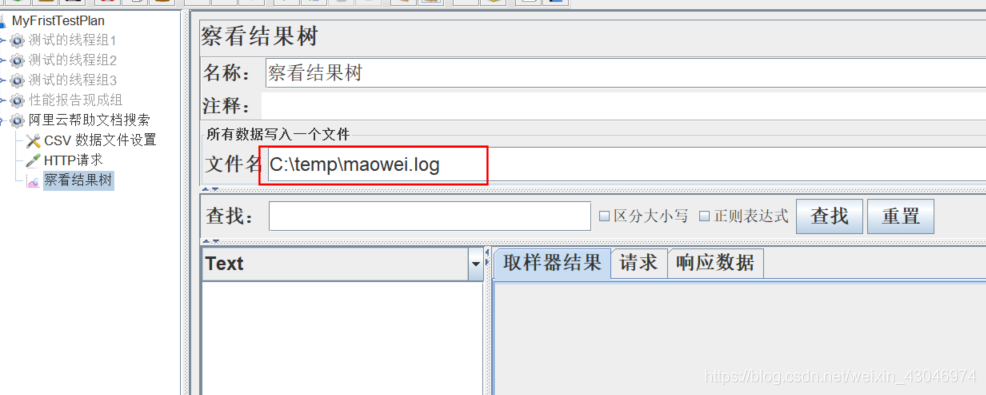 MyFristTestPlan
测试的线程组1
测试的线程组2
测试的线程组3
性能报告现成组
阿里云帮助文档搜索
CSV 数据文件设置
HTTP请求
察看结果树
察看结果树
名称： 察看结果树
注释：
所有数据写入一个文件
文件名 C:\temp\maowei.log
查找： 区分大小写 正则表达式 查找 重置
Text 取样器结果 请求 响应数据
https://blog.csdn.net/weixin_43046974